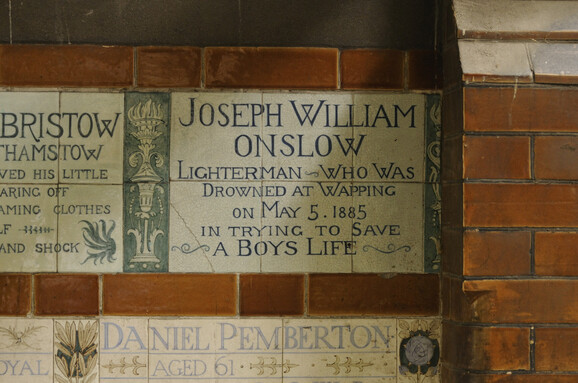 BRISTOW
THAMSTOW
VED HIS LITTLE
ARING OFF
AMING CLOTHES
LF
AND SHOCK
JOSEPH WILLIAM
ONSLOW
LIGHTERMAN WHO WAS
DROWNED AT WAPPING
ON MAY 5. 1885
IN TRYING TO SAVE
A BOYS LIFE
OYAL
DANIEL PEMBERTON
AGED 61